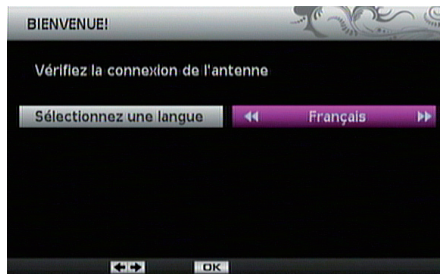 BIENVENUE!
Vérifiez la connexion de l'antenne
Sélectionnez une langue
Français
OK